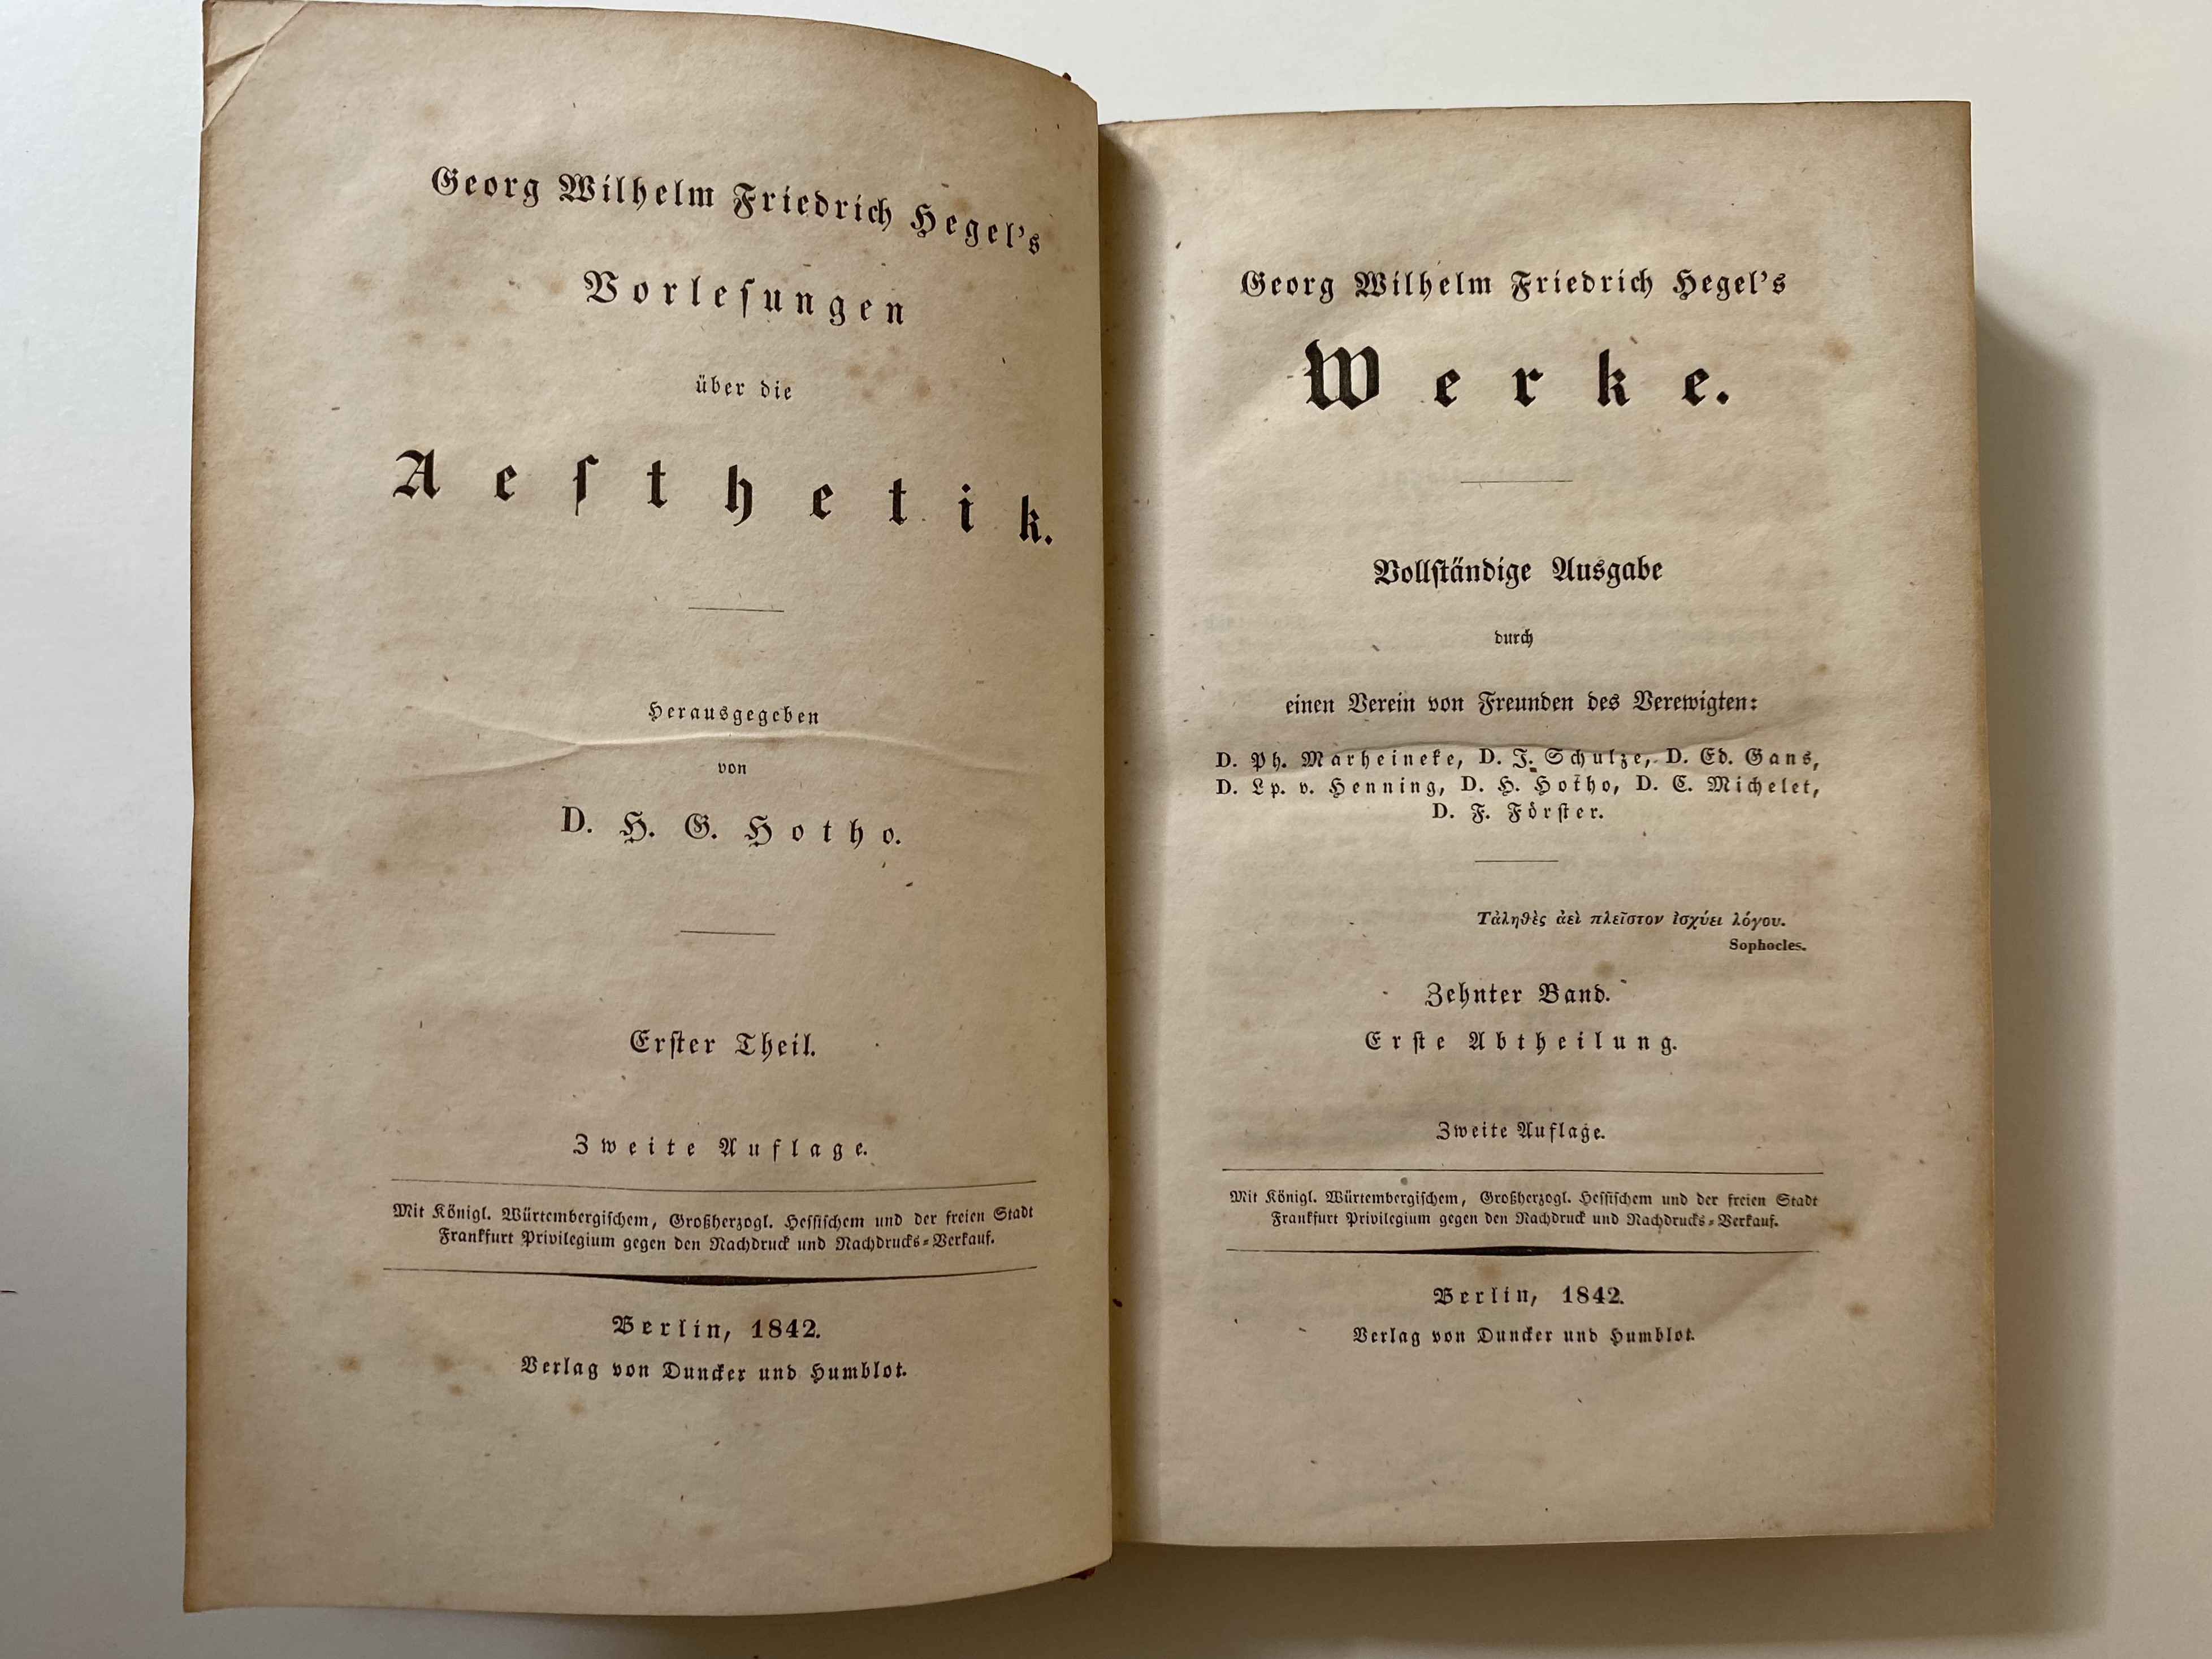 Georg Wilhelm Friedrich Hegel's
Vorleſungen
über die
Aeſthetik.
Herausgegeben
von
D. H. G. Hotho.
Erſter Theil.
Zweite Auflage.
Mit Königl. Würtembergiſchem, Großherzogl. Heſſiſchem und der freien Stadt
Frankfurt Privilegium gegen den Nachdruck und Nachdrucks-Verkauf.
Berlin, 1842.
Verlag von Duncker und Humblot.
Georg Wilhelm Friedrich Hegel's
Werke.
Vollſtändige Ausgabe
durch
einen Verein von Freunden des Verewigten:
D. Ph. Marheineke, D. J. Schulze, D. Ed. Gans,
D. Lp. v. Henning, D. H. Hotho, D. C. Michelet,
D. F. Förſter.
Τἀληθὲς ἀεὶ πλεῖστον ἰσχύει λόγου.
Sophocles.
Zehnter Band.
Erſte Abtheilung.
Zweite Auflage.
Mit Königl. Würtembergiſchem, Großherzogl. Heſſiſchem und der freien Stadt
Frankfurt Privilegium gegen den Nachdruck und Nachdrucks-Verkauf.
Berlin, 1842.
Verlag von Duncker und Humblot.